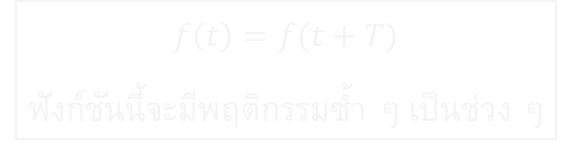 f(t) = f(t + T)
ฟังก์ชันนี้จะมีพฤติกรรมซ้ำ ๆ เป็นช่วง ๆ